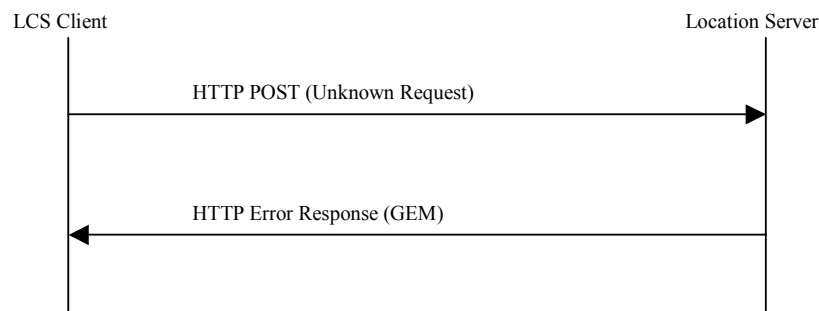 LCS Client
Location Server
HTTP POST (Unknown Request)
HTTP Error Response (GEM)